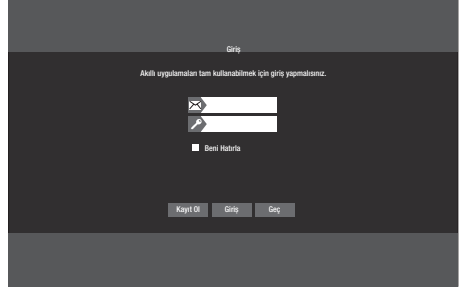 Giriş
Akıllı uygulamaları tam kullanabilmek için giriş yapmalısınız.
Beni Hatırla
Kayıt Ol Giriş Geç